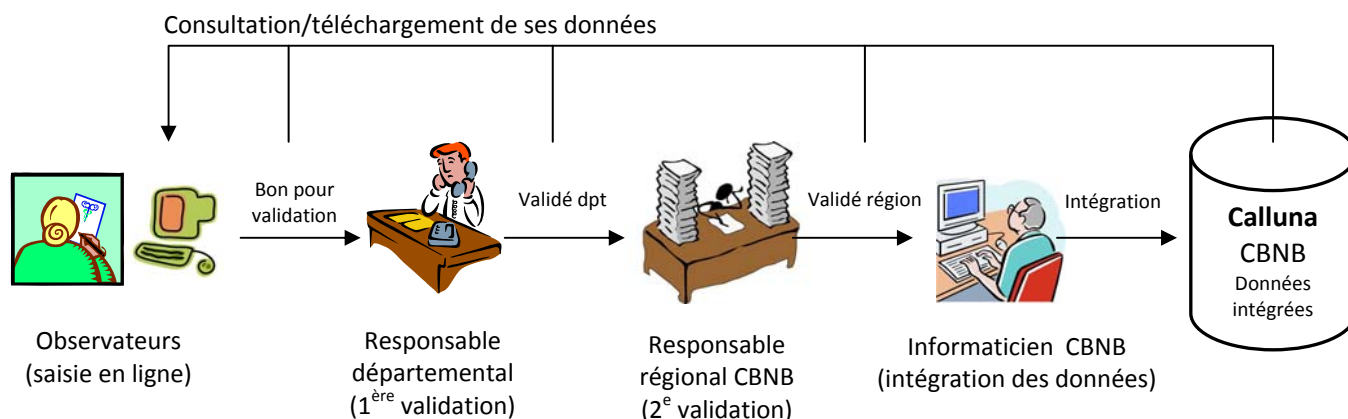 Consultation/téléchargement de ses données
Bon pour
validation
Validé dpt
Validé région
Intégration
Calluna
CBNB
Données
intégrées
Observateurs
(saisie en ligne)
Responsable
départemental
(1ère validation)
Responsable
régional CBNB
(2e validation)
Informaticien CBNB
(intégration des données)